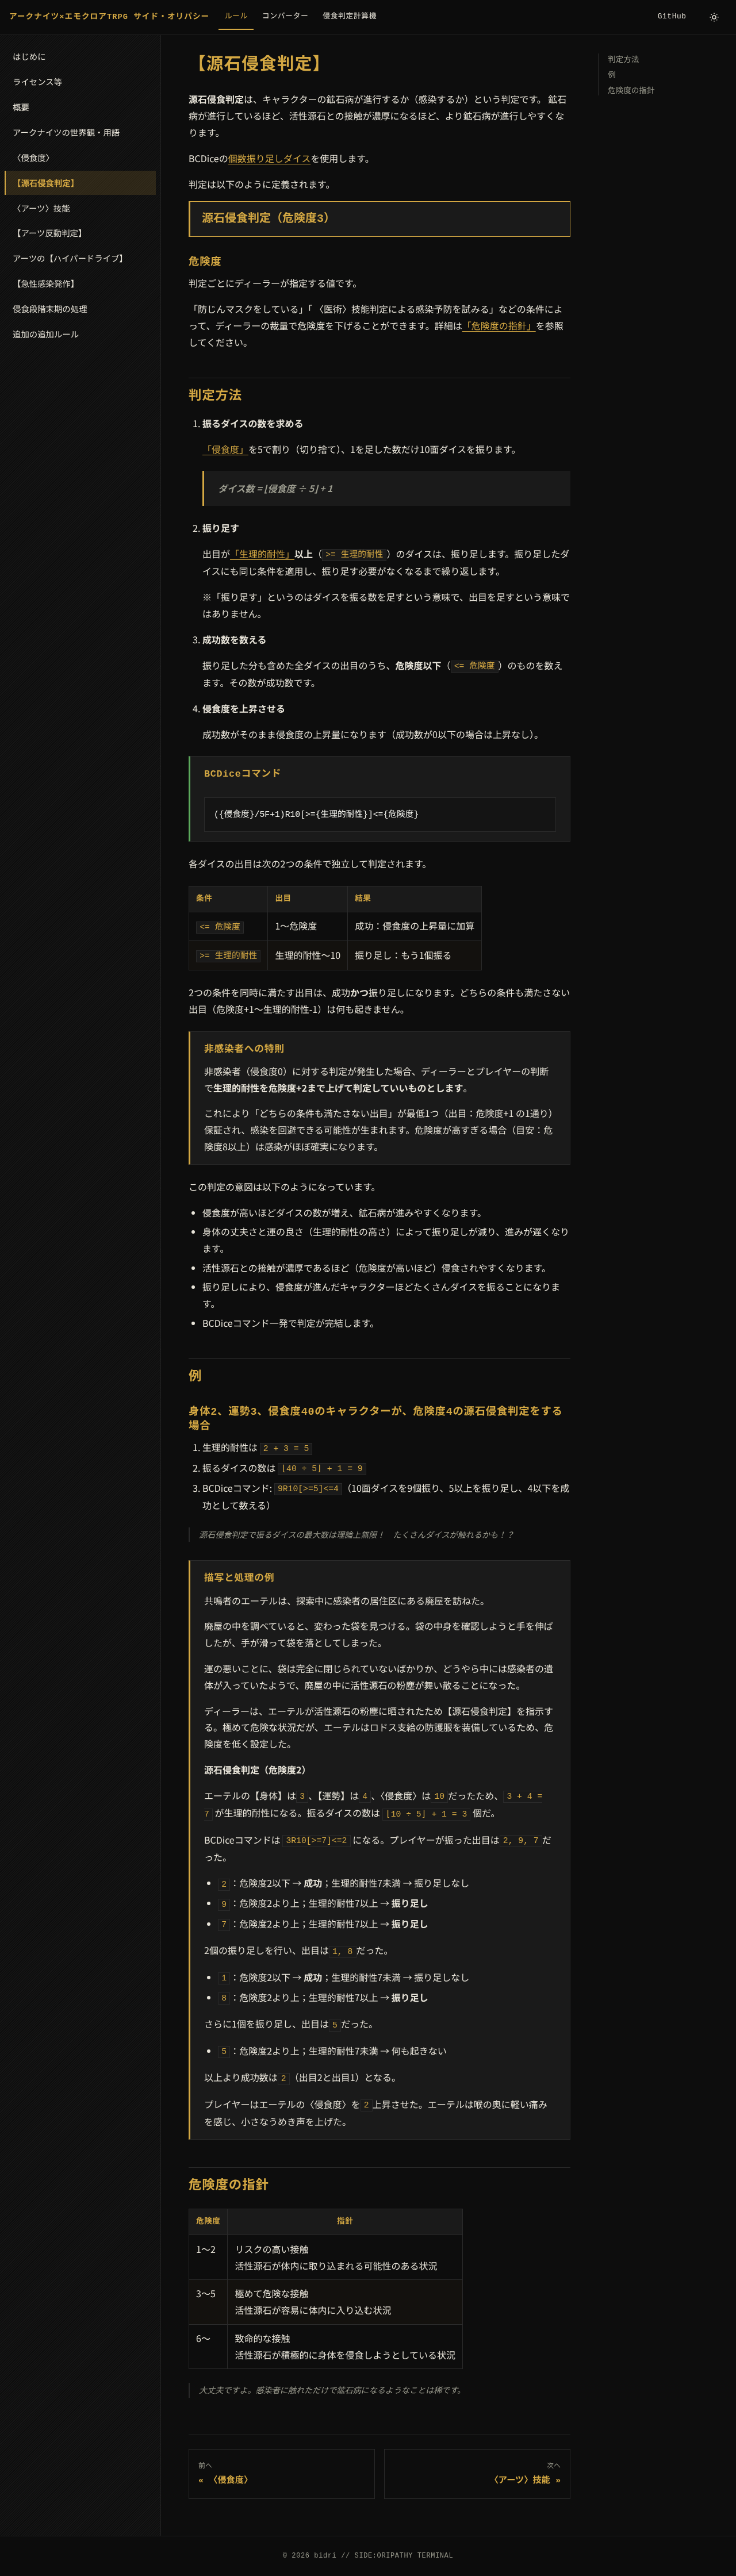 アークナイツ×エモクロアTRPG サイド・オリパシー
ルール
コンバーター
侵食判定計算機
GitHub
はじめに
ライセンス等
概要
アークナイツの世界観・用語
〈侵食度〉
【源石侵食判定】
〈アーツ〉技能
【アーツ反動判定】
アーツの【ハイパードライブ】
【急性感染発作】
侵食段階末期の処理
追加の追加ルール
【源石侵食判定】
源石侵食判定は、キャラクターの鉱石病が進行するか（感染するか）という判定です。 鉱石
病が進行しているほど、活性源石との接触が濃厚になるほど、より鉱石病が進行しやすくな
ります。
BCDiceの個数振り足しダイスを使用します。
判定は以下のように定義されます。
源石侵食判定（危険度3）
危険度
判定ごとにディーラーが指定する値です。
「防じんマスクをしている」「 〈医術〉技能判定による感染予防を試みる」などの条件によ
って、ディーラーの裁量で危険度を下げることができます。詳細は「危険度の指針」を参照
してください。
判定方法
1. 振るダイスの数を求める
「侵食度」を5で割り（切り捨て）、1を足した数だけ10面ダイスを振ります。
ダイス数 = ⌊侵食度 ÷ 5⌋ + 1
2. 振り足す
出目が「生理的耐性」以上（ >= 生理的耐性 ）のダイスは、振り足します。振り足したダ
イスにも同じ条件を適用し、振り足す必要がなくなるまで繰り返します。
※「振り足す」というのはダイスを振る数を足すという意味で、出目を足すという意味で
はありません。
3. 成功数を数える
振り足した分も含めた全ダイスの出目のうち、危険度以下（ <= 危険度 ）のものを数え
ます。その数が成功数です。
4. 侵食度を上昇させる
成功数がそのまま侵食度の上昇量になります（成功数が0以下の場合は上昇なし）。
BCDiceコマンド
({侵食度}/5F+1)R10[>={生理的耐性}]<={危険度}
各ダイスの出目は次の2つの条件で独立して判定されます。
条件 出目 結果
<= 危険度 1〜危険度 成功：侵食度の上昇量に加算
>= 生理的耐性 生理的耐性〜10 振り足し：もう1個振る
2つの条件を同時に満たす出目は、成功かつ振り足しになります。どちらの条件も満たさない
出目（危険度+1〜生理的耐性-1）は何も起きません。
非感染者への特則
非感染者（侵食度0）に対する判定が発生した場合、ディーラーとプレイヤーの判断
で生理的耐性を危険度+2まで上げて判定していいものとします。
これにより「どちらの条件も満たさない出目」が最低1つ（出目：危険度+1 の1通り）
保証され、感染を回避できる可能性が生まれます。危険度が高すぎる場合（目安：危
険度8以上）は感染がほぼ確実になります。
この判定の意図は以下のようになっています。
侵食度が高いほどダイスの数が増え、鉱石病が進みやすくなります。
身体の丈夫さと運の良さ（生理的耐性の高さ）によって振り足しが減り、進みが遅くなり
ます。
活性源石との接触が濃厚であるほど（危険度が高いほど）侵食されやすくなります。
振り足しにより、侵食度が進んだキャラクターほどたくさんダイスを振ることになりま
す。
BCDiceコマンド一発で判定が完結します。
例
身体2、運勢3、侵食度40のキャラクターが、危険度4の源石侵食判定をする
場合
1. 生理的耐性は 2 + 3 = 5
2. 振るダイスの数は ⌊40 ÷ 5⌋ + 1 = 9
3. BCDiceコマンド: 9R10[>=5]<=4（10面ダイスを9個振り、5以上を振り足し、4以下を成
功として数える）
源石侵食判定で振るダイスの最大数は理論上無限！　たくさんダイスが触れるかも！？
描写と処理の例
共鳴者のエーテルは、探索中に感染者の居住区にある廃屋を訪ねた。
廃屋の中を調べていると、変わった袋を見つける。袋の中身を確認しようと手を伸ば
したが、手が滑って袋を落としてしまった。
運の悪いことに、袋は完全に閉じられていないばかりか、どうやら中には感染者の遺
体が入っていたようで、廃屋の中に活性源石の粉塵が舞い散ることになった。
ディーラーは、エーテルが活性源石の粉塵に晒されたため【源石侵食判定】を指示す
る。極めて危険な状況だが、エーテルはロドス支給の防護服を装備しているため、危
険度を低く設定した。
源石侵食判定（危険度2）
エーテルの【身体】は 3 、【運勢】は 4 、〈侵食度〉は 10 だったため、 3 + 4 =
7 が生理的耐性になる。振るダイスの数は ⌊10 ÷ 5⌋ + 1 = 3 個だ。
BCDiceコマンドは 3R10[>=7]<=2 になる。プレイヤーが振った出目は 2, 9, 7 だ
った。
2 ：危険度2以下 → 成功；生理的耐性7未満 → 振り足しなし
9 ：危険度2より上；生理的耐性7以上 → 振り足し
7 ：危険度2より上；生理的耐性7以上 → 振り足し
2個の振り足しを行い、出目は 1, 8 だった。
1 ：危険度2以下 → 成功；生理的耐性7未満 → 振り足しなし
8 ：危険度2より上；生理的耐性7以上 → 振り足し
さらに1個を振り足し、出目は 5 だった。
5 ：危険度2より上；生理的耐性7未満 → 何も起きない
以上より成功数は 2 （出目2と出目1）となる。
プレイヤーはエーテルの〈侵食度〉を 2 上昇させた。エーテルは喉の奥に軽い痛み
を感じ、小さなうめき声を上げた。
危険度の指針
危険度 指針
1〜2 リスクの高い接触
活性源石が体内に取り込まれる可能性のある状況
3〜5 極めて危険な接触
活性源石が容易に体内に入り込む状況
6〜 致命的な接触
活性源石が積極的に身体を侵食しようとしている状況
大丈夫ですよ。感染者に触れただけで鉱石病になるようなことは稀です。
前へ
« 〈侵食度〉
次へ
〈アーツ〉技能 »
判定方法
例
危険度の指針
© 2026 bidri // SIDE:ORIPATHY TERMINAL